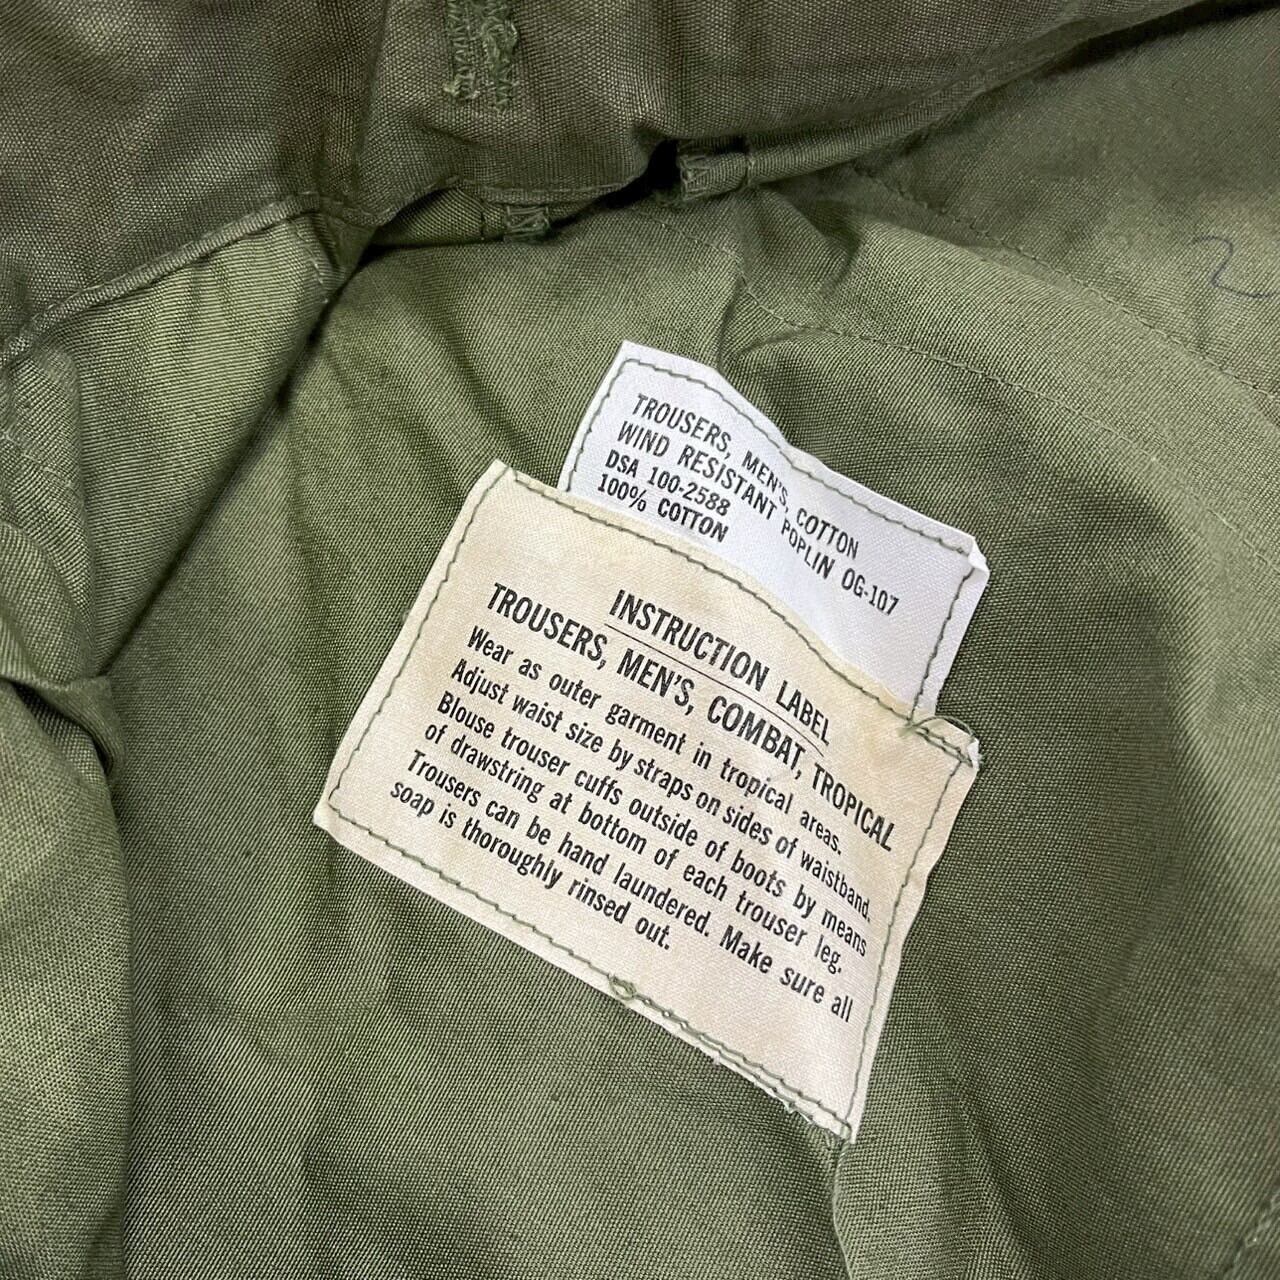 TROUSERS, MEN'S, COTTON
WIND RESISTANT POPLIN OG-107
DSA 100-2588
100% COTTON
INSTRUCTION LABEL
TROUSERS, MEN'S, COMBAT, TROPICAL
Wear as outer garment in tropical areas.
Adjust waist size by straps on sides of waistband.
Blouse trouser cuffs outside of boots by means
of drawstring at bottom of each trouser leg.
Trousers can be hand laundered. Make sure all
soap is thoroughly rinsed out.